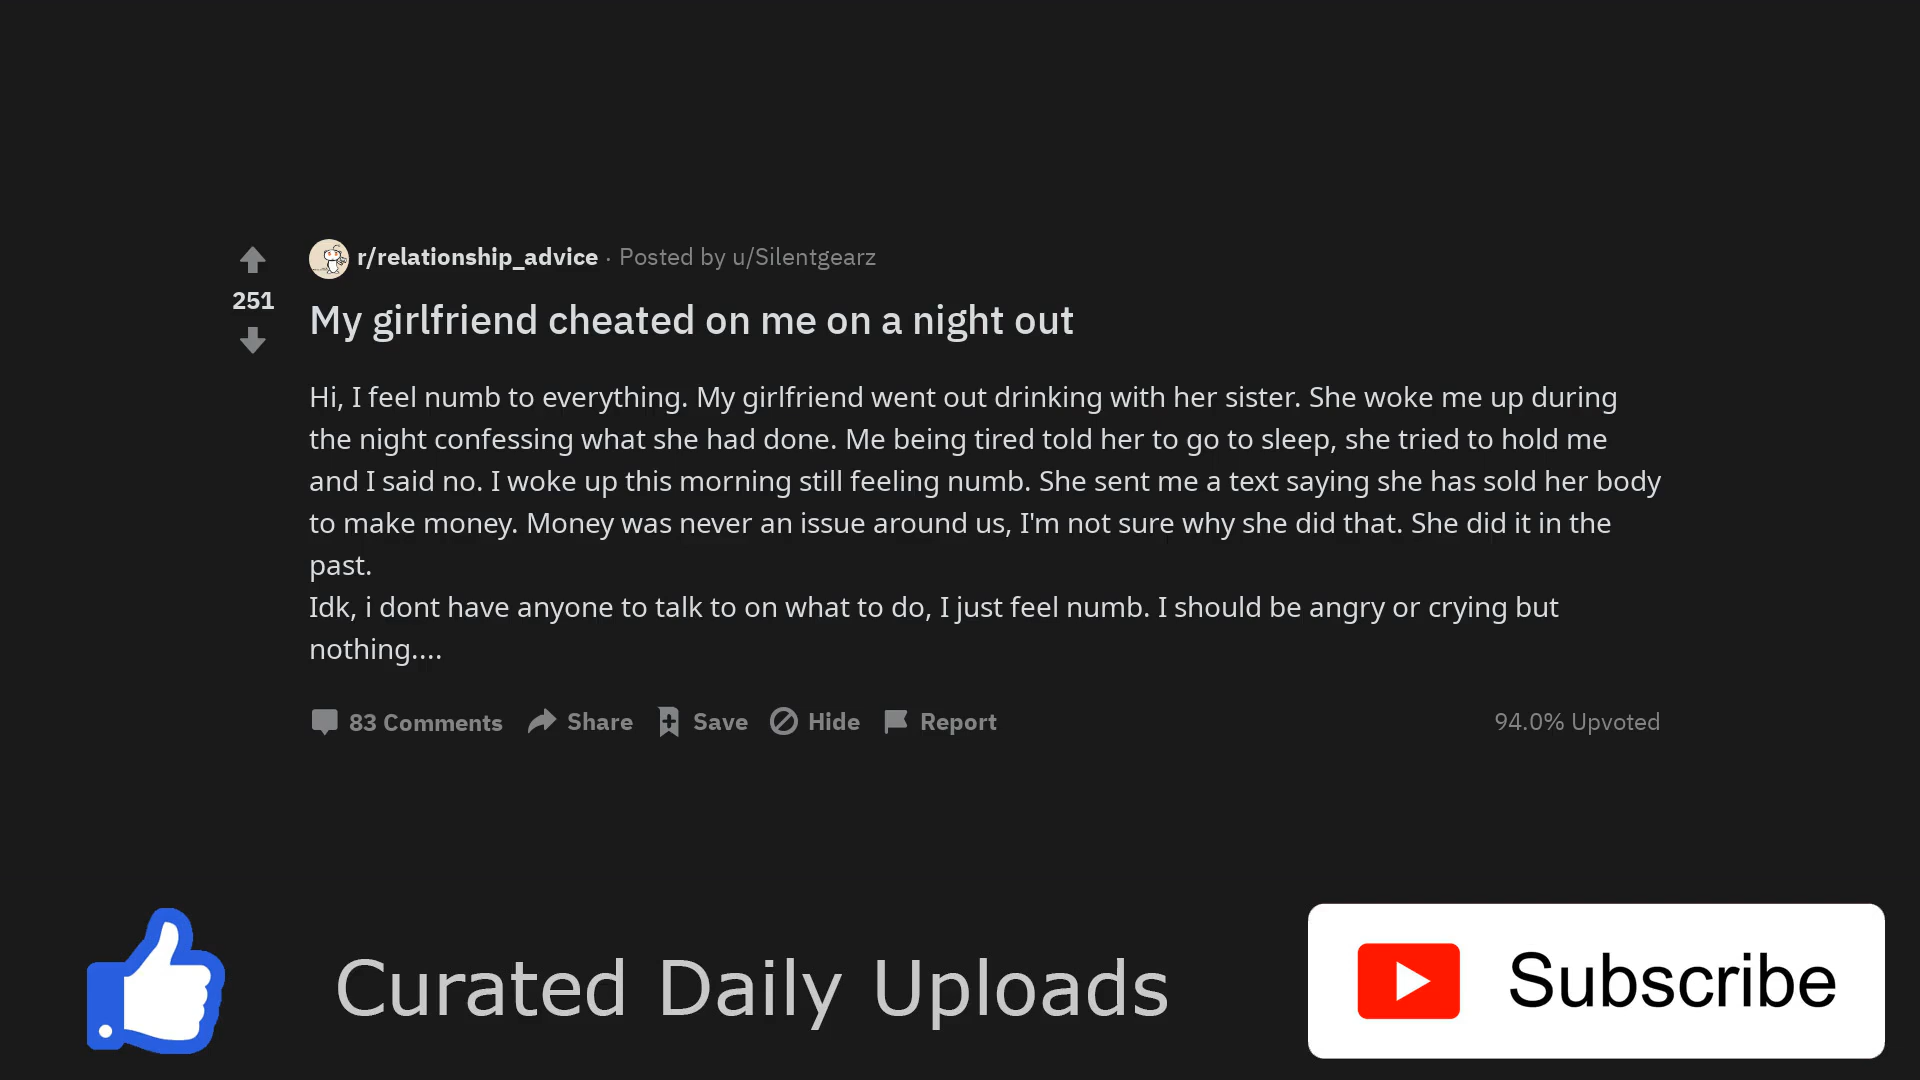 r/relationship_advice · Posted by u/Silentgearz
251
My girlfriend cheated on me on a night out
Hi, I feel numb to everything. My girlfriend went out drinking with her sister. She woke me up during
the night confessing what she had done. Me being tired told her to go to sleep, she tried to hold me
and I said no. I woke up this morning still feeling numb. She sent me a text saying she has sold her body
to make money. Money was never an issue around us, I'm not sure why she did that. She did it in the
past.
Idk, i dont have anyone to talk to on what to do, I just feel numb. I should be angry or crying but
nothing....
83 Comments Share Save Hide Report 94.0% Upvoted
Curated Daily Uploads
Subscribe